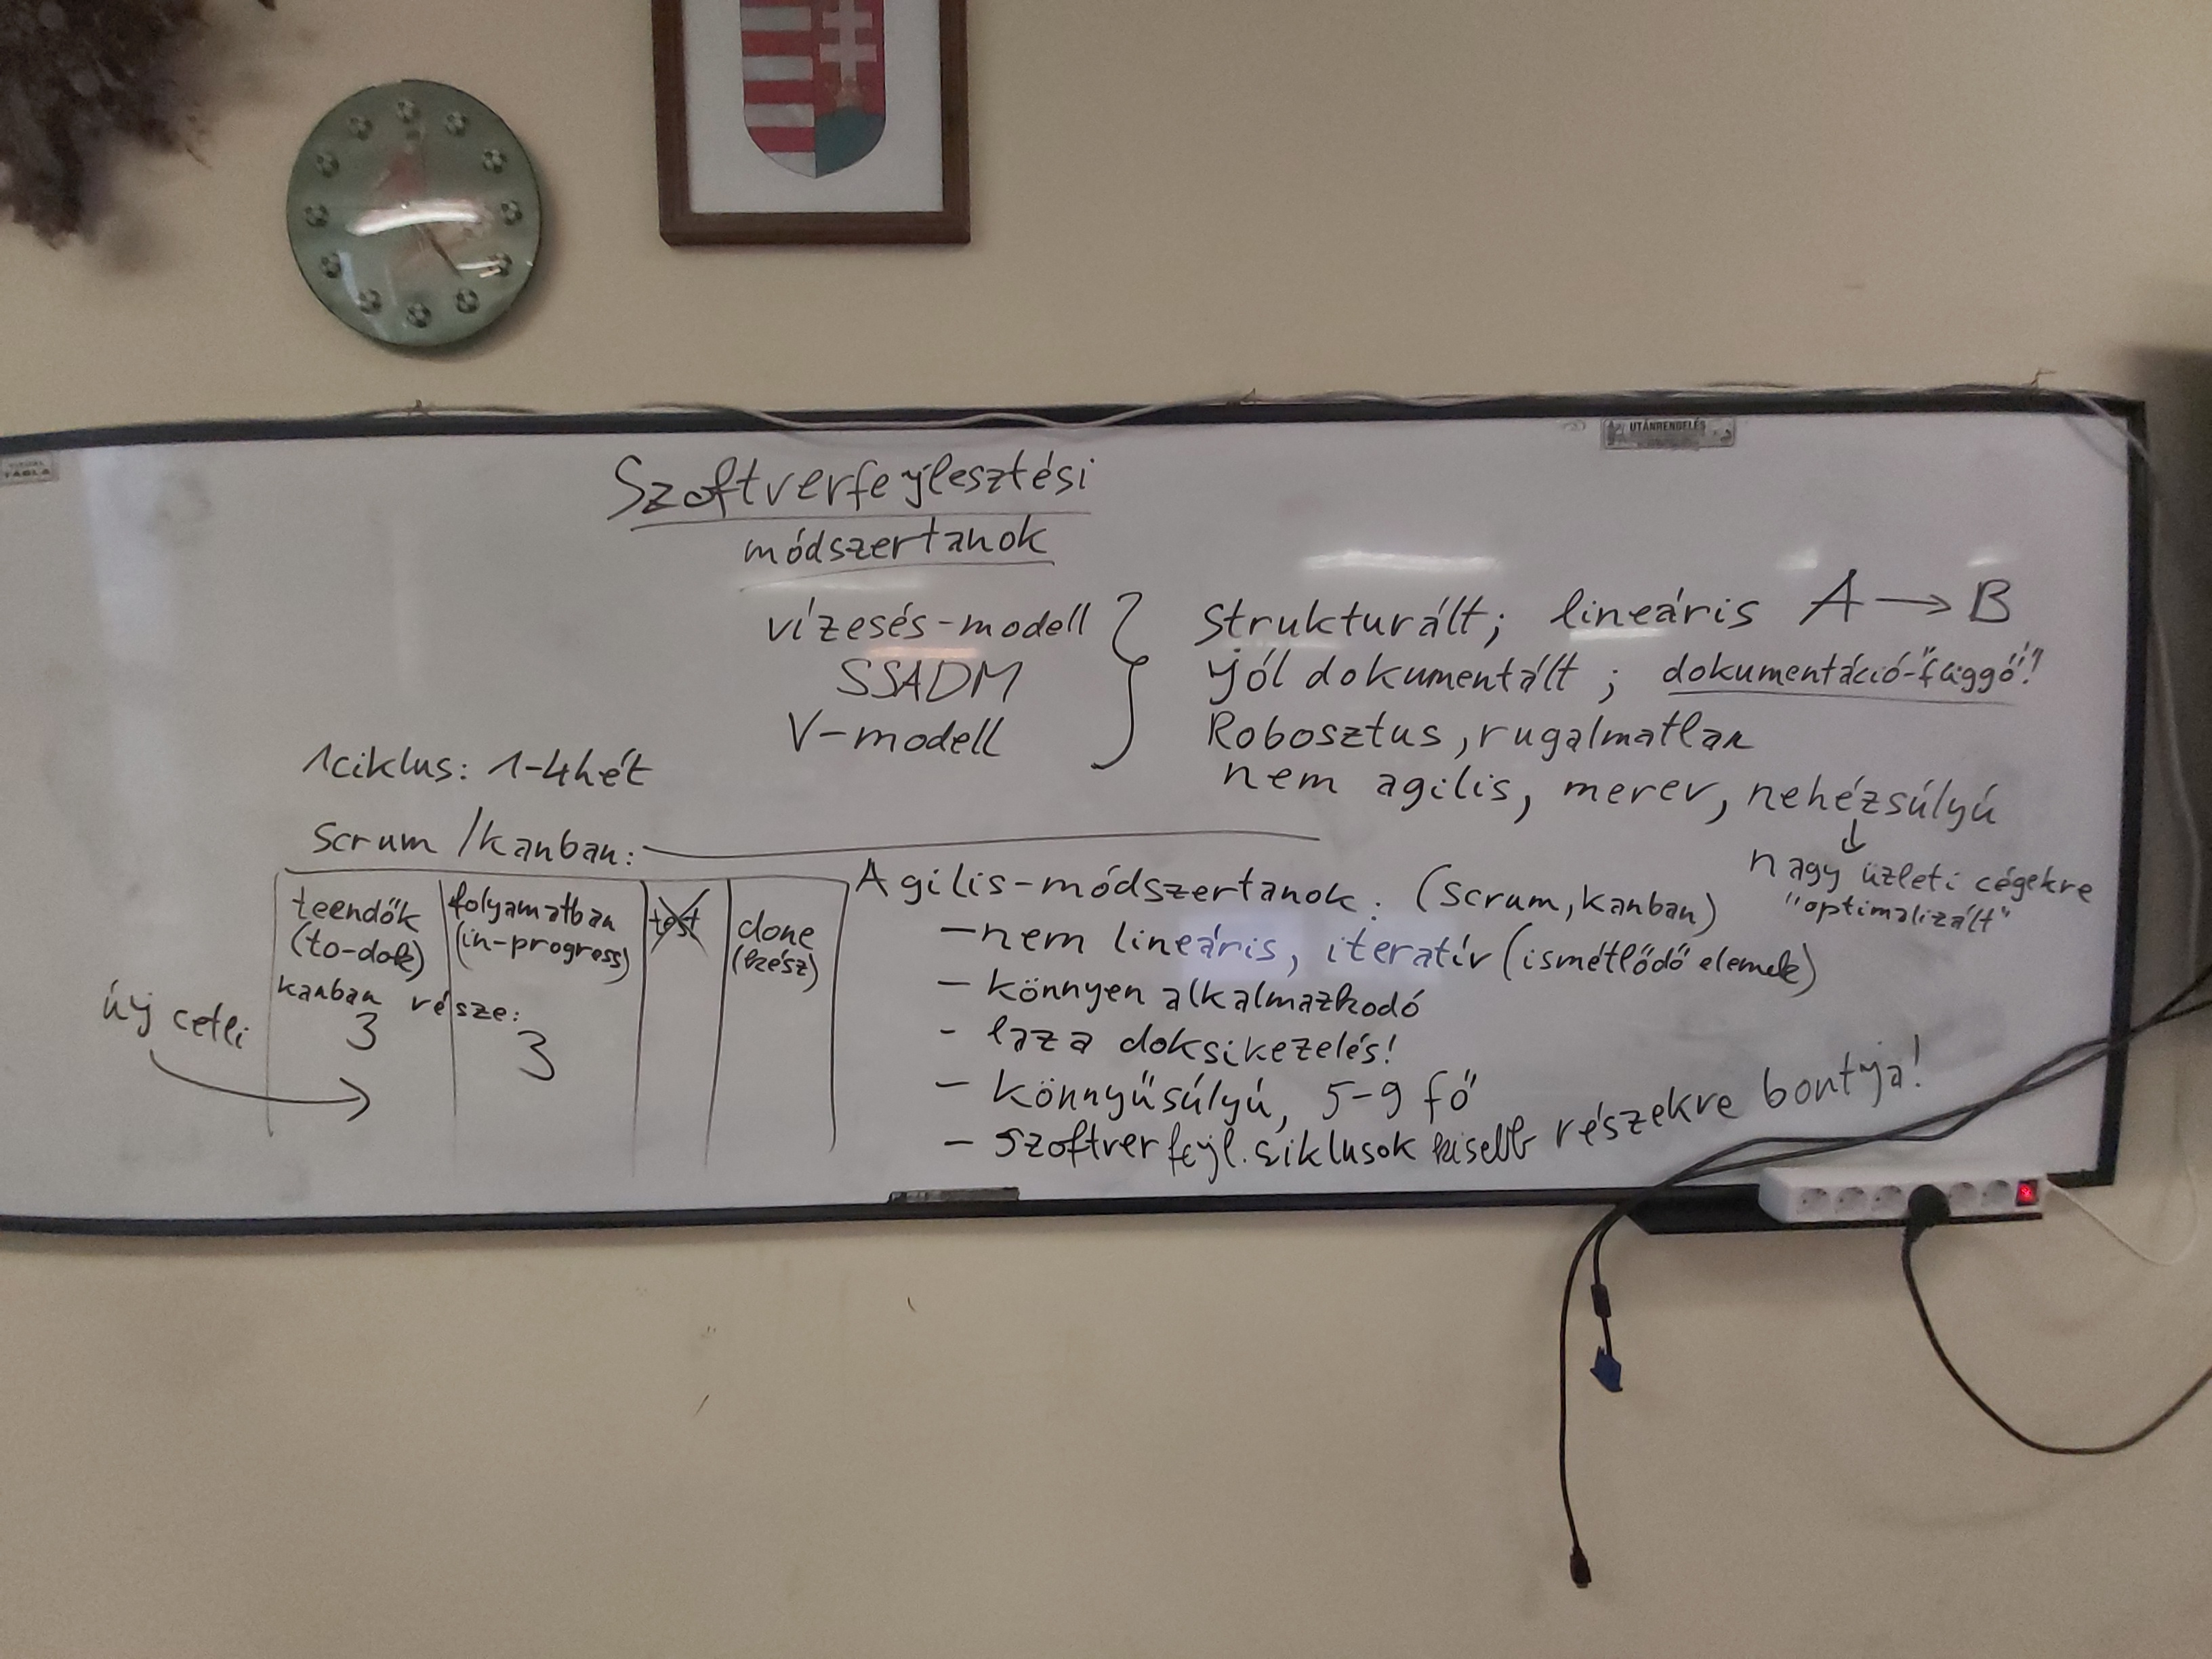 UTÁNRENDELÉS
TÁBLA
Szoftverfejlesztési
módszertanok
vízesés-modell
SSADM
V-modell
strukturált; lineáris A → B
jól dokumentált; dokumentáció-függő!!
Robosztus, rugalmatlan
nem agilis, merev, nehézsúlyú
↓
nagy üzleti cégekre
"optimalizált"
1ciklus: 1-4hét
scrum / kanban:
teendők
(to-dok)
folyamatban
(in-progress)
test
done
(kész)
kanban része:
3
3
új cetli
Agilis-módszertanok: (scrum, kanban)
- nem lineáris, iteratív (ismétlődő elemek)
- könnyen alkalmazkodó
- laza doksikezelés!
- könnyűsúlyú, 5-9 fő
- szoftverfejl. ciklusok kisebb részekre bontja!